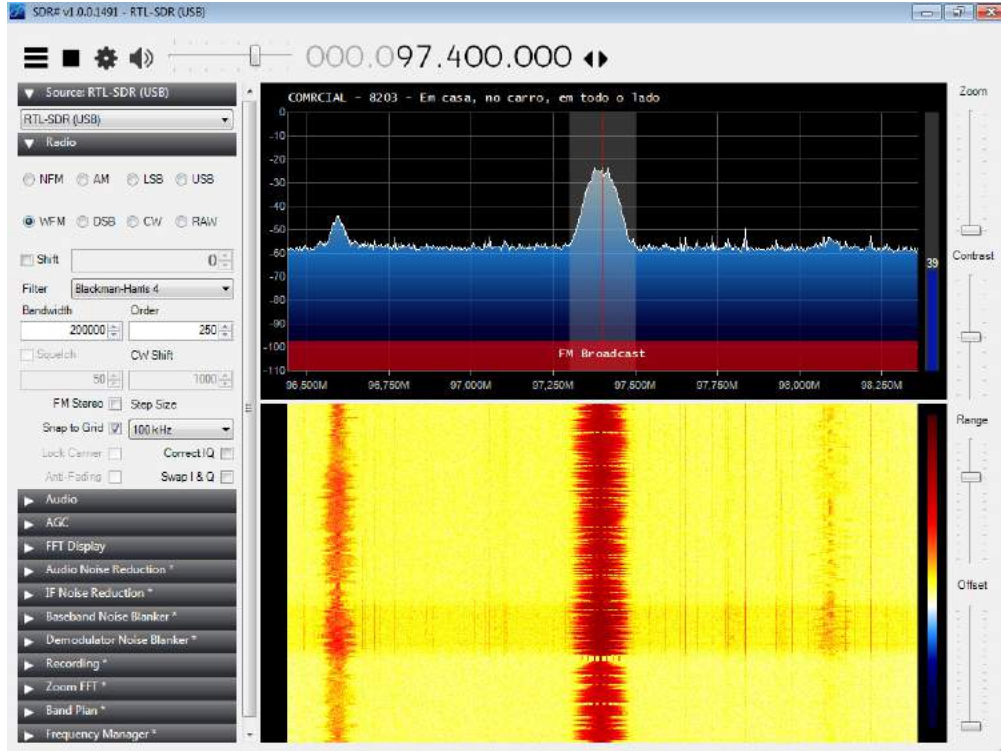 SDR# v1.0.0.1491 - RTL-SDR (USB)
000.097.400.000
Source: RTL-SDR (USB)
RTL-SDR (USB)
Radio
NFM AM LSB USB
WFM DSB CW RAW
Shift 0
Filter Blackman-Harris 4
Bandwidth Order
200000 250
Squelch CW Shift
50 1000
FM Stereo Step Size
Snap to Grid 100 kHz
Lock Carrier Correct IQ
Anti-Fading Swap I & Q
Audio
AGC
FFT Display
Audio Noise Reduction *
IF Noise Reduction *
Baseband Noise Blanker *
Demodulator Noise Blanker *
Recording *
Zoom FFT *
Band Plan *
Frequency Manager *
COMRCIAL - 8203 - Em casa, no carro, em todo o lado
0
-10
-20
-30
-40
-50
-60
-70
-80
-90
-100
-110
FM Broadcast
96,500M 96,750M 97,000M 97,250M 97,500M 97,750M 98,000M 98,250M
39
Zoom
Contrast
Range
Offset